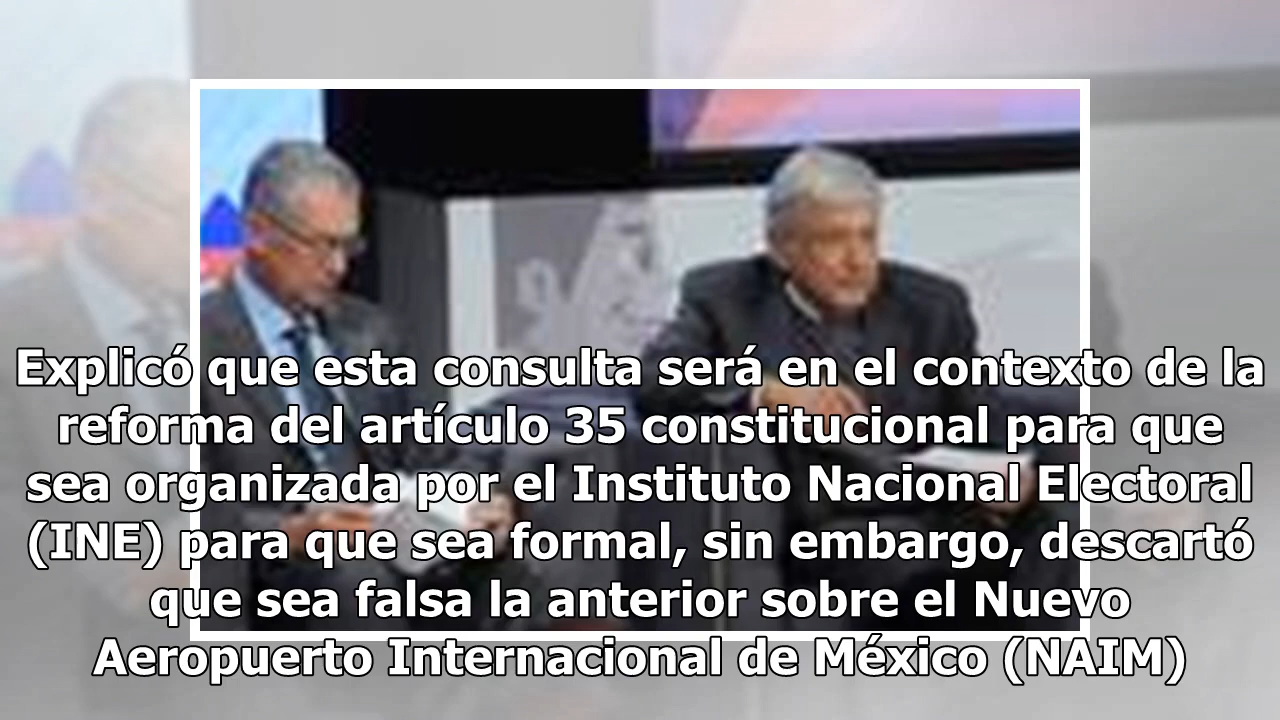 Explicó que esta consulta será en el contexto de la
reforma del artículo 35 constitucional para que
sea organizada por el Instituto Nacional Electoral
(INE) para que sea formal, sin embargo, descartó
que sea falsa la anterior sobre el Nuevo
Aeropuerto Internacional de México (NAIM)